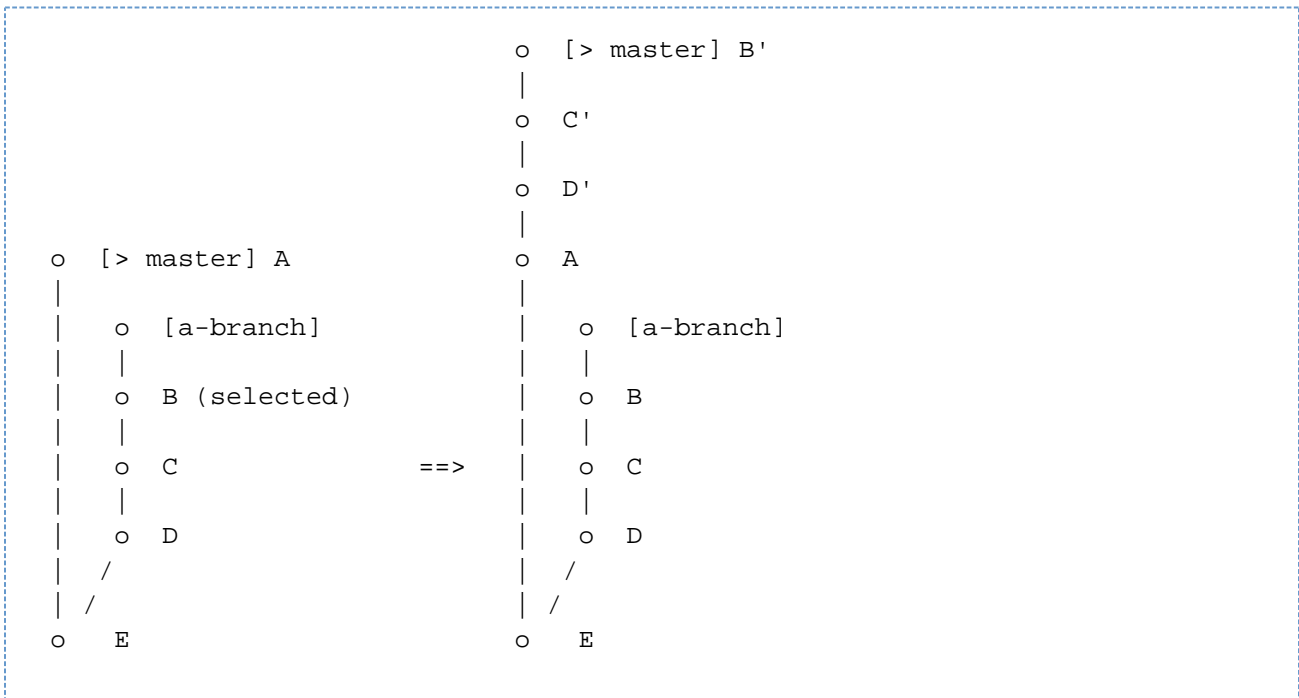 o  [> master] B'
                          |
                          o  C'
                          |
                          o  D'
                          |
o  [> master] A           o  A
|                         |
|   o  [a-branch]         |   o  [a-branch]
|   |                     |   |
|   o  B (selected)       |   o  B
|   |                     |   |
|   o  C            ==>   |   o  C
|   |                     |   |
|   o  D                  |   o  D
|  /                      |  /
| /                       | /
o   E                     o   E